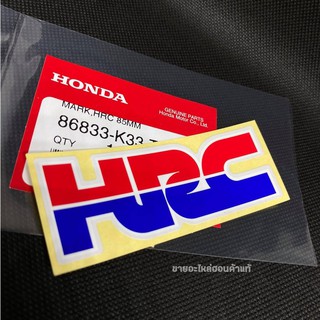 HONDA
GENUINE PARTS
Honda Motor Co., Ltd.
MARK,HRC 85MM
86833-K33-
QTY
HRC
ขายอะไหล่ฮอนด้าแท้